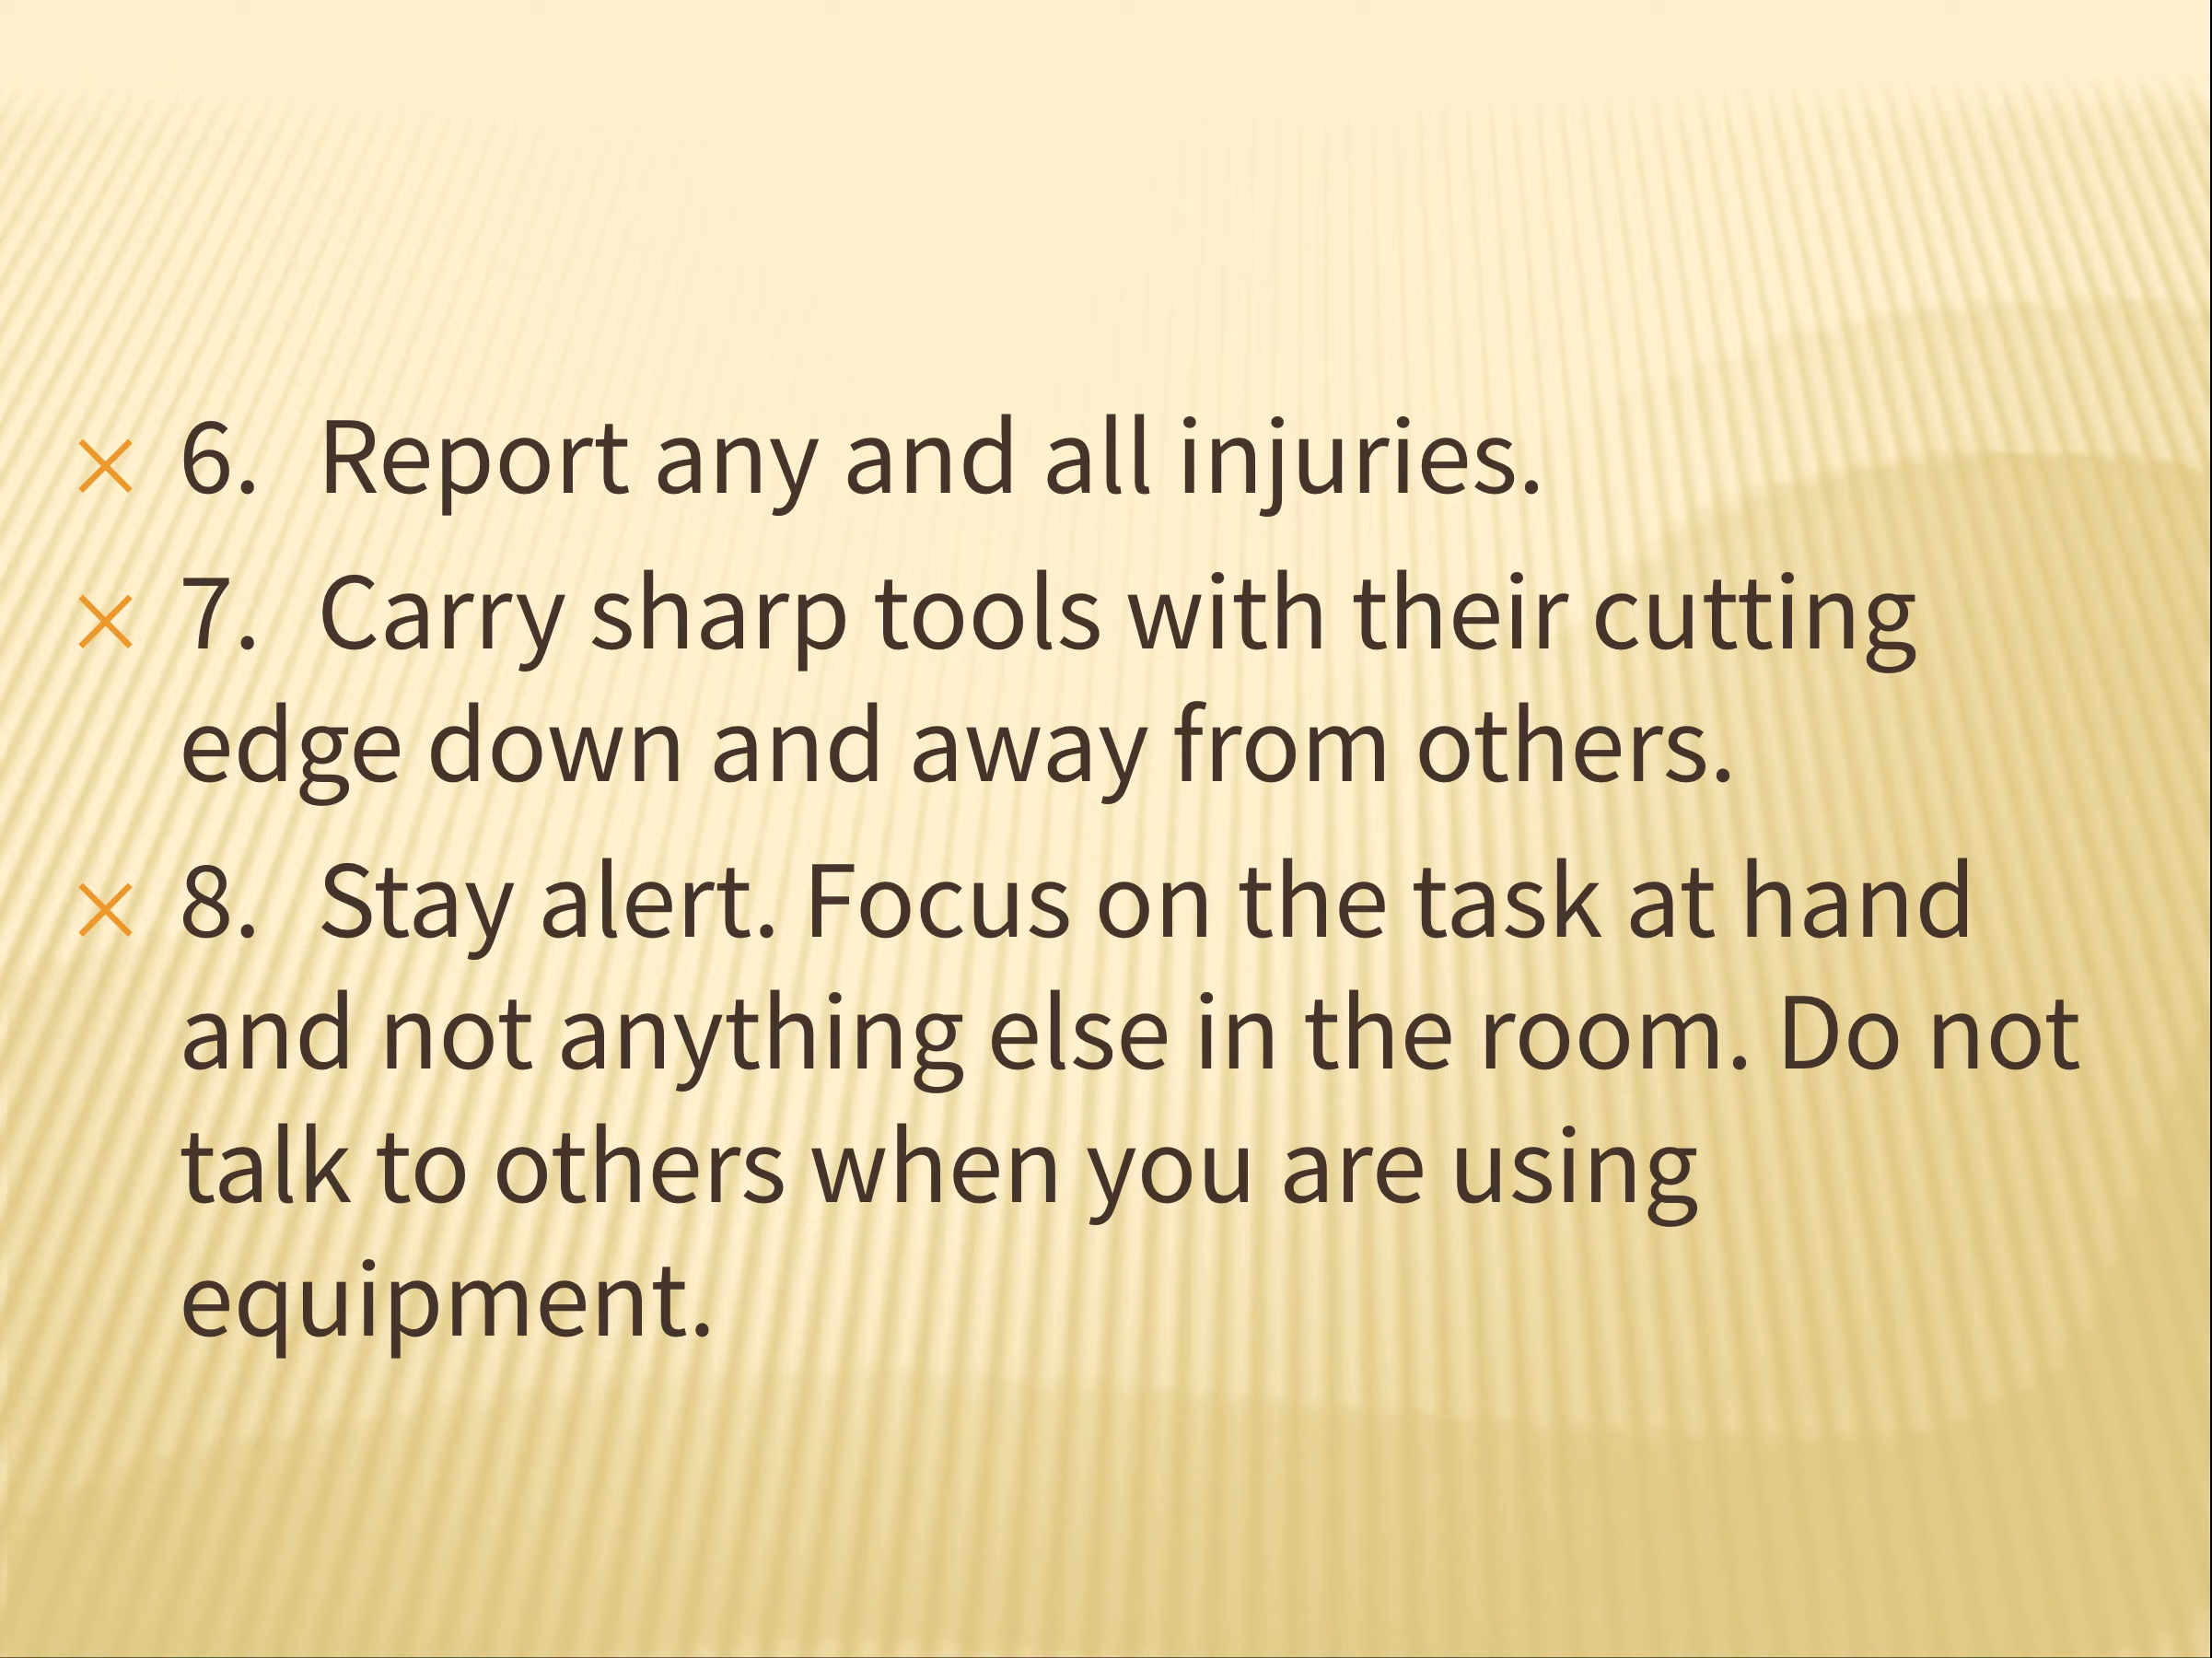 6. Report any and all injuries.
7. Carry sharp tools with their cutting
edge down and away from others.
8. Stay alert. Focus on the task at hand
and not anything else in the room. Do not
talk to others when you are using
equipment.